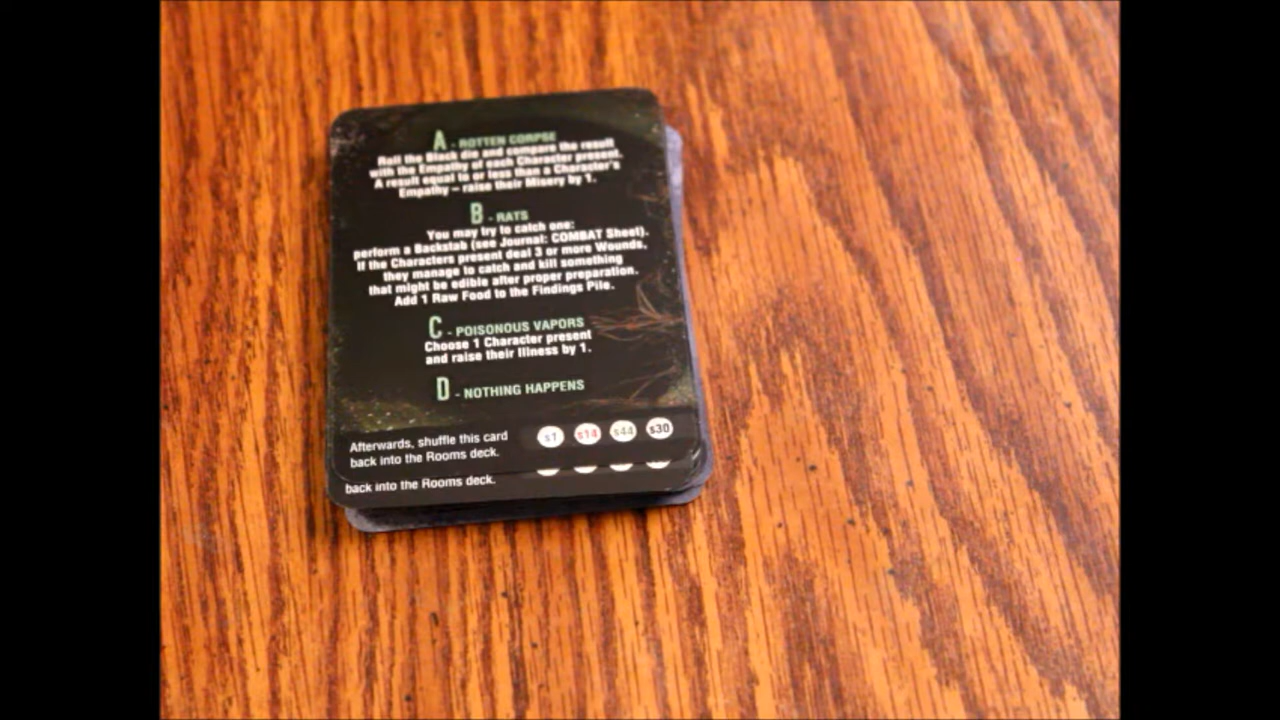 A - ROTTEN CORPSE
Roll the Black die and compare the result
with the Empathy of each Character present.
A result equal to or less than a Character's
Empathy – raise their Misery by 1.
B - RATS
You may try to catch one:
perform a Backstab (see Journal: COMBAT Sheet).
If the Characters present deal 3 or more Wounds,
they manage to catch and kill something
that might be edible after proper preparation.
Add 1 Raw Food to the Findings Pile.
C - POISONOUS VAPORS
Choose 1 Character present
and raise their Illness by 1.
D - NOTHING HAPPENS
Afterwards, shuffle this card
back into the Rooms deck.
s1 s14 s44 s30
back into the Rooms deck.